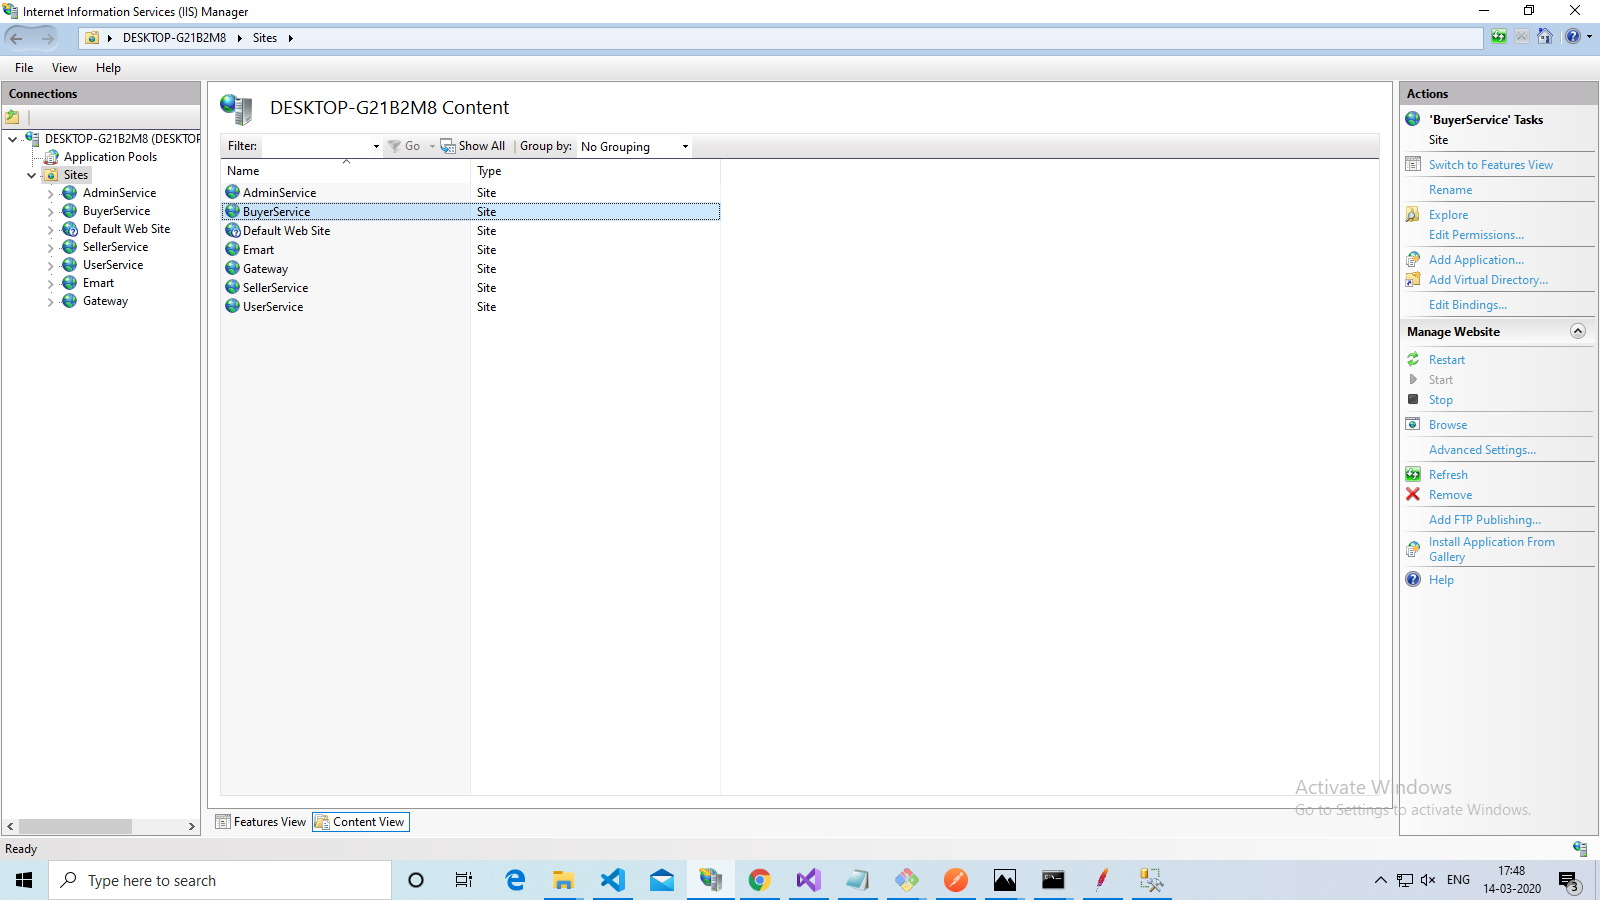 Internet Information Services (IIS) Manager
DESKTOP-G21B2M8 Sites
File View Help
Connections
DESKTOP-G21B2M8 (DESKTOP
Application Pools
Sites
AdminService
BuyerService
Default Web Site
SellerService
UserService
Emart
Gateway
DESKTOP-G21B2M8 Content
Filter: Go Show All Group by: No Grouping
Name Type
AdminService Site
BuyerService Site
Default Web Site Site
Emart Site
Gateway Site
SellerService Site
UserService Site
Features View Content View
Actions
'BuyerService' Tasks
Site
Switch to Features View
Rename
Explore
Edit Permissions...
Add Application...
Add Virtual Directory...
Edit Bindings...
Manage Website
Restart
Start
Stop
Browse
Advanced Settings...
Refresh
Remove
Add FTP Publishing...
Install Application From
Gallery
Help
Activate Windows
Go to Settings to activate Windows.
Ready
Type here to search
ENG
17:48
14-03-2020
3